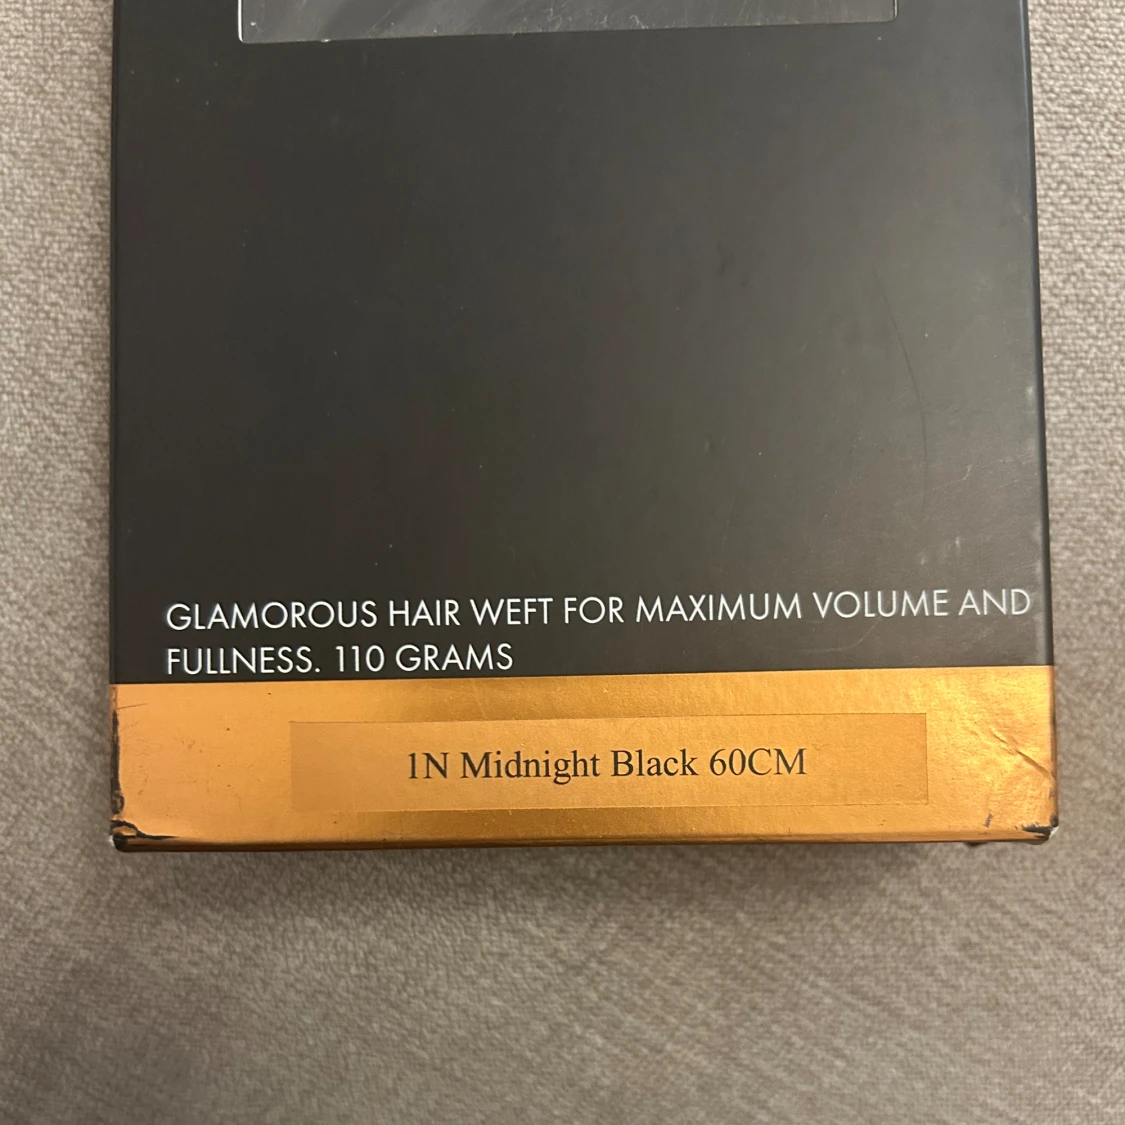 GLAMOROUS HAIR WEFT FOR MAXIMUM VOLUME AND
FULLNESS. 110 GRAMS
1N Midnight Black 60CM